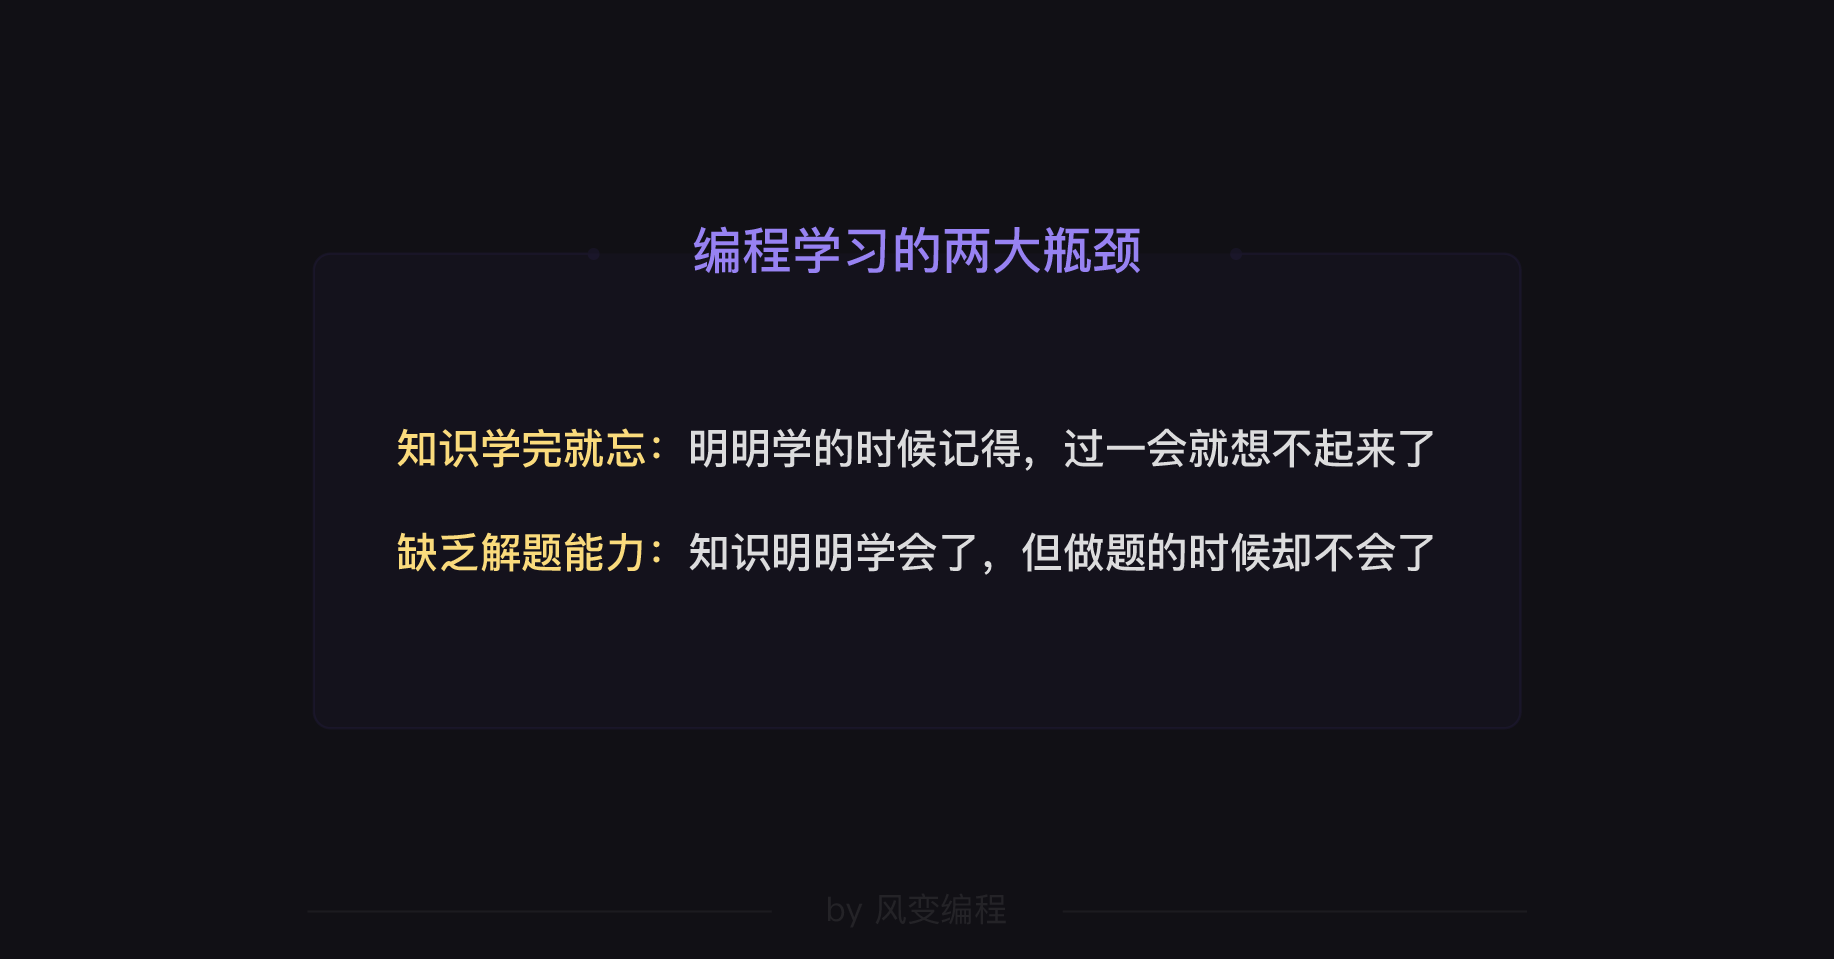 编程学习的两大瓶颈
知识学完就忘：明明学的时候记得，过一会就想不起来了
缺乏解题能力：知识明明学会了，但做题的时候却不会了
by 风变编程